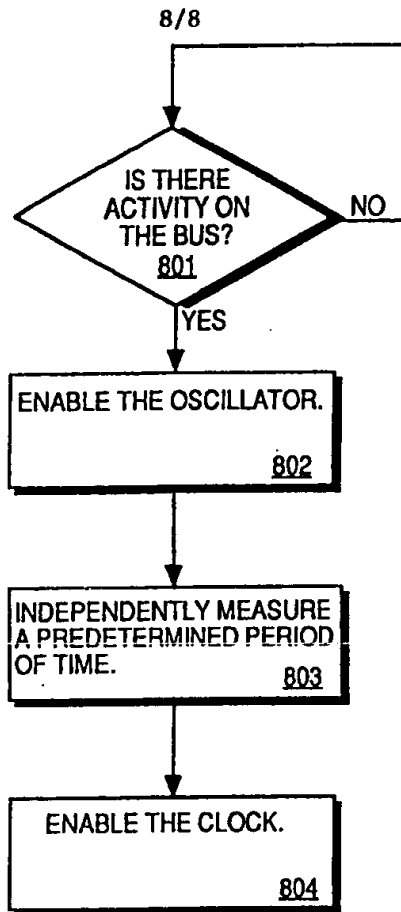 8/8
IS THERE
ACTIVITY ON
THE BUS?
801
NO
YES
ENABLE THE OSCILLATOR.
802
INDEPENDENTLY MEASURE
A PREDETERMINED PERIOD
OF TIME.
803
ENABLE THE CLOCK.
804